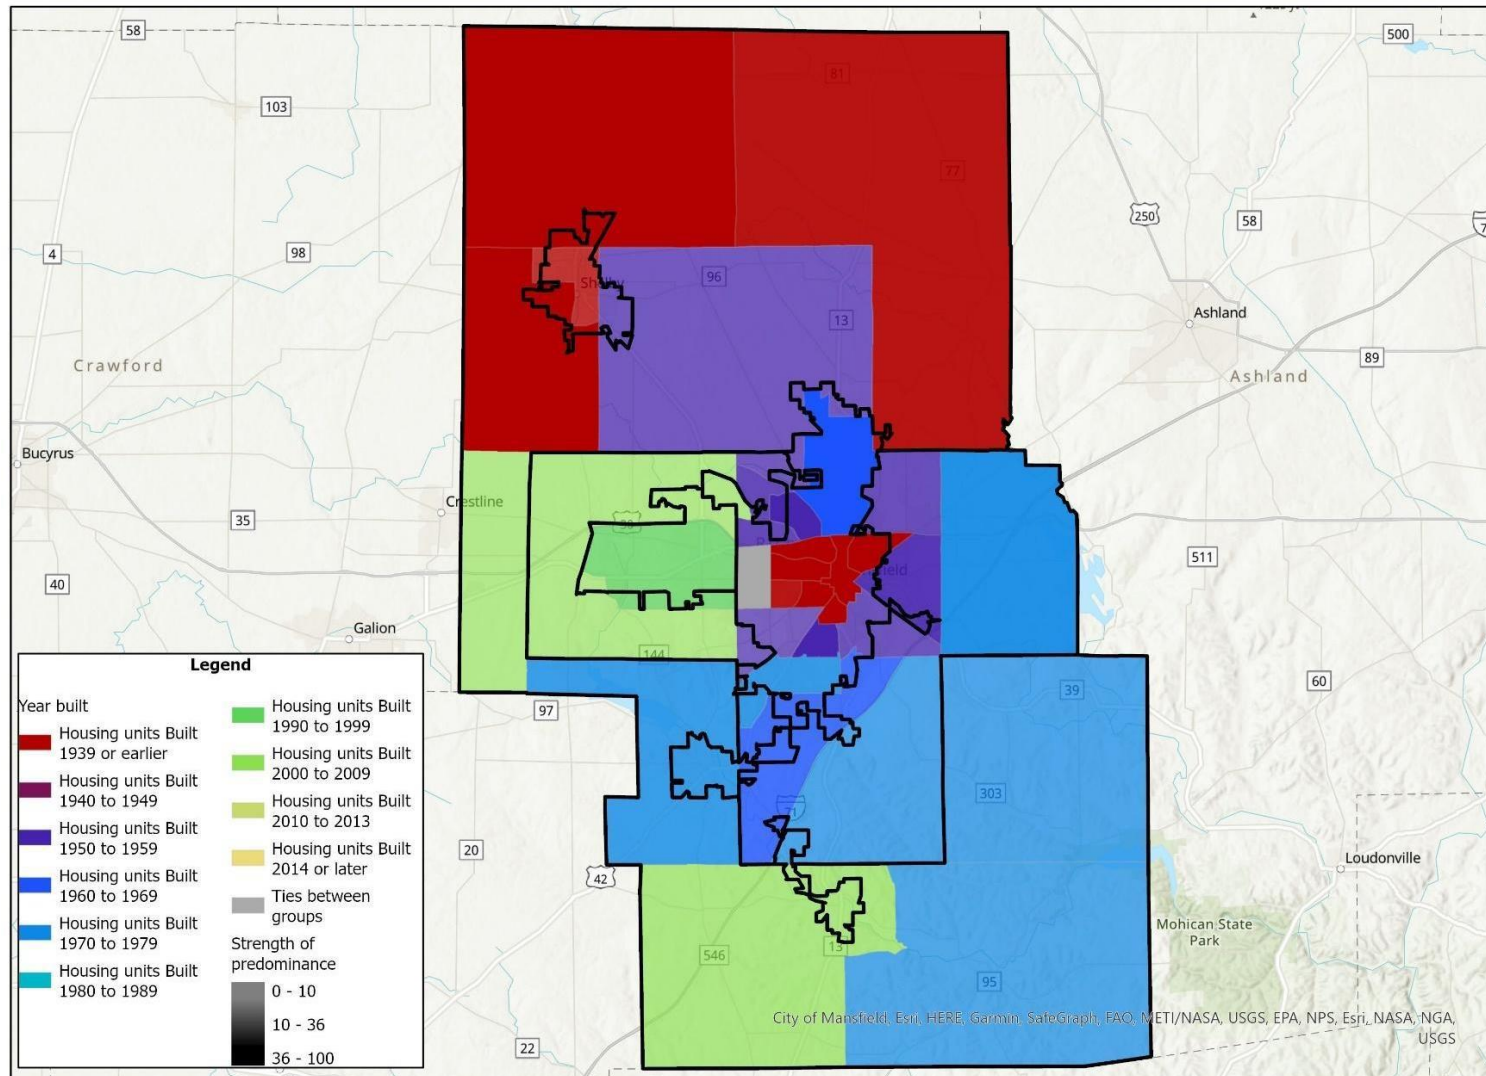 58
500
103
81
77
250
58
4
98
96
Shelby
13
Ashland
Crawford
89
Ashland
Bucyrus
Crestline
35
30
511
40
field
Galion
144
60
39
97
303
71
20
42
Loudonville
Mohican State
Park
546
13
95
22
Legend
Year built
Housing units Built
1939 or earlier
Housing units Built
1940 to 1949
Housing units Built
1950 to 1959
Housing units Built
1960 to 1969
Housing units Built
1970 to 1979
Housing units Built
1980 to 1989
Housing units Built
1990 to 1999
Housing units Built
2000 to 2009
Housing units Built
2010 to 2013
Housing units Built
2014 or later
Ties between
groups
Strength of
predominance
0 - 10
10 - 36
36 - 100
City of Mansfield, Esri, HERE, Garmin, SafeGraph, FAO, METI/NASA, USGS, EPA, NPS, Esri, NASA, NGA,
USGS